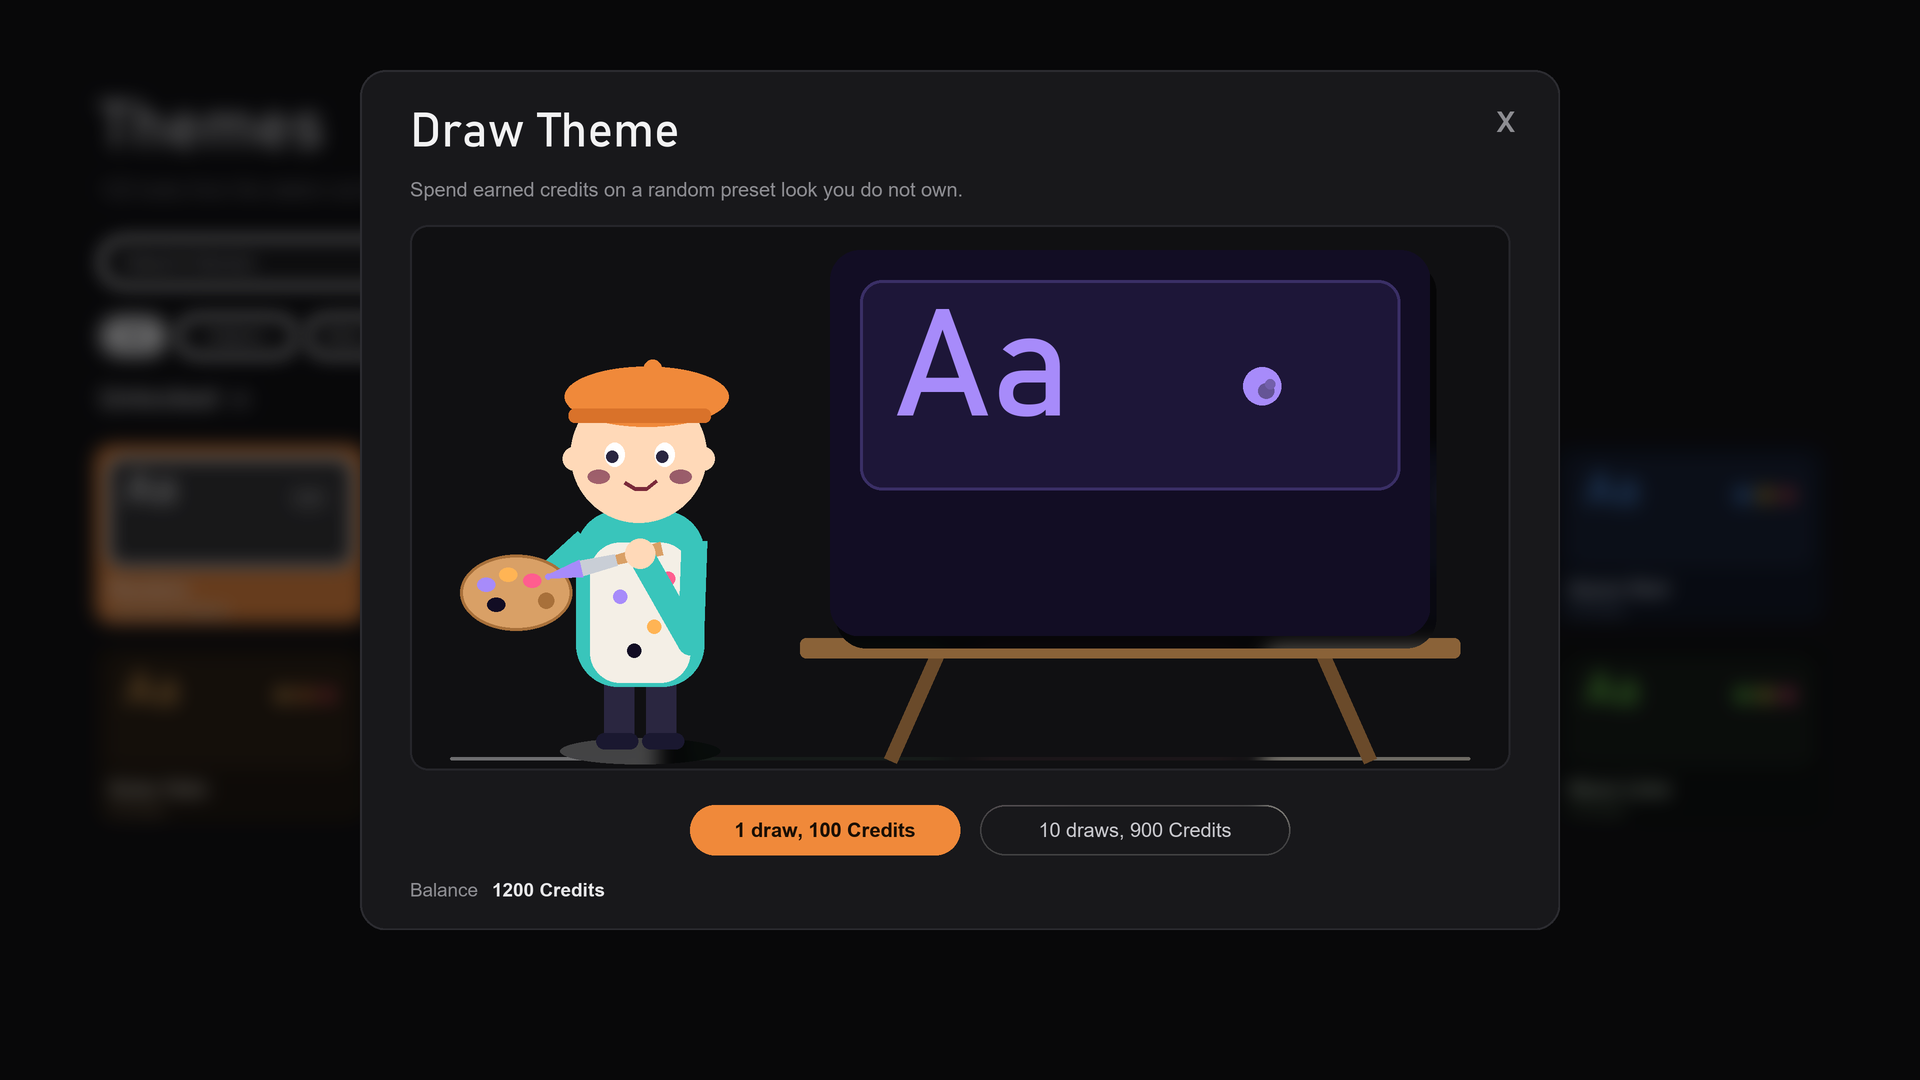 Themes
Draw Theme
X
Spend earned credits on a random preset look you do not own.
Aa
1 draw, 100 Credits
10 draws, 900 Credits
Balance 1200 Credits